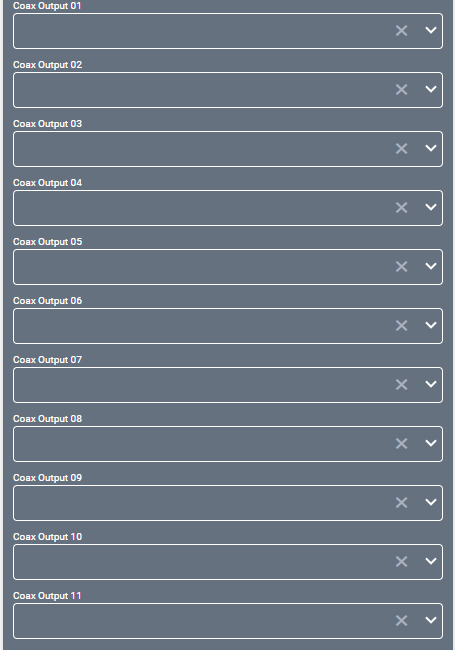 Coax Output 01
Coax Output 02
Coax Output 03
Coax Output 04
Coax Output 05
Coax Output 06
Coax Output 07
Coax Output 08
Coax Output 09
Coax Output 10
Coax Output 11